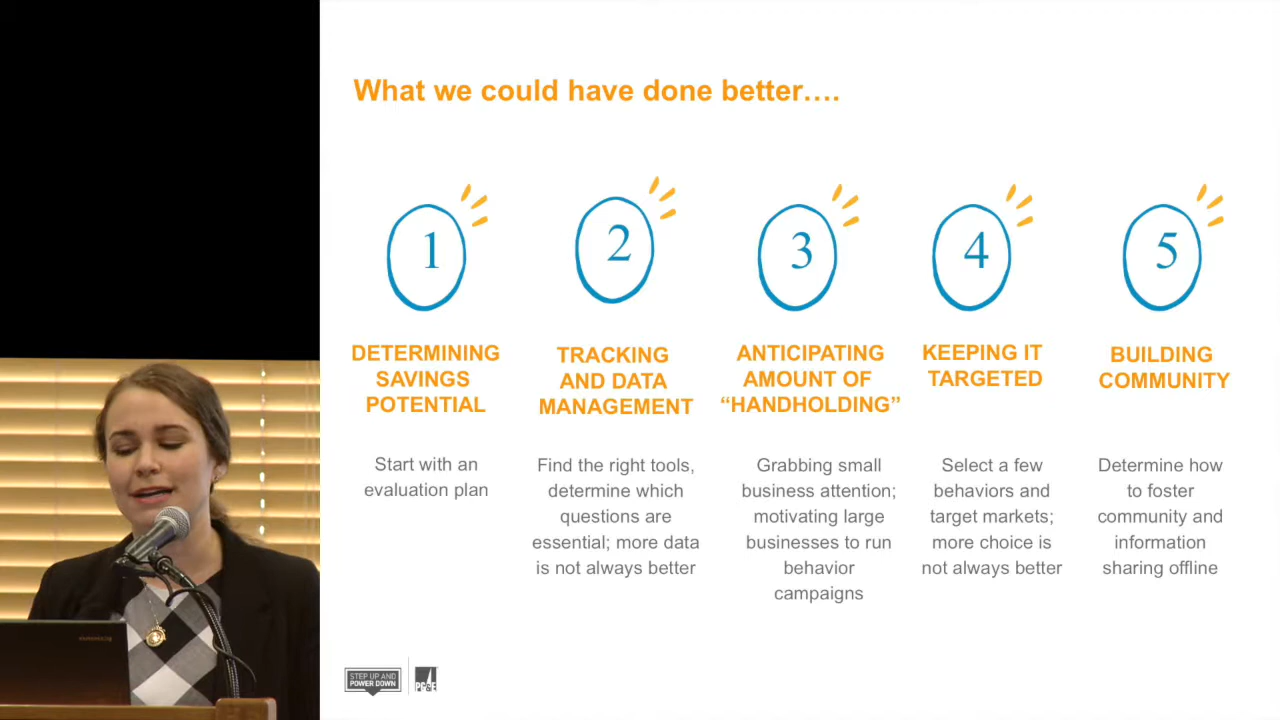 What we could have done better....
1
2
3
4
5
DETERMINING
SAVINGS
POTENTIAL
TRACKING
AND DATA
MANAGEMENT
ANTICIPATING
AMOUNT OF
“HANDHOLDING”
KEEPING IT
TARGETED
BUILDING
COMMUNITY
Start with an
evaluation plan
Find the right tools,
determine which
questions are
essential; more data
is not always better
Grabbing small
business attention;
motivating large
businesses to run
behavior
campaigns
Select a few
behaviors and
target markets;
more choice is
not always better
Determine how
to foster
community and
information
sharing offline
STEP UP AND
POWER DOWN
PG&E